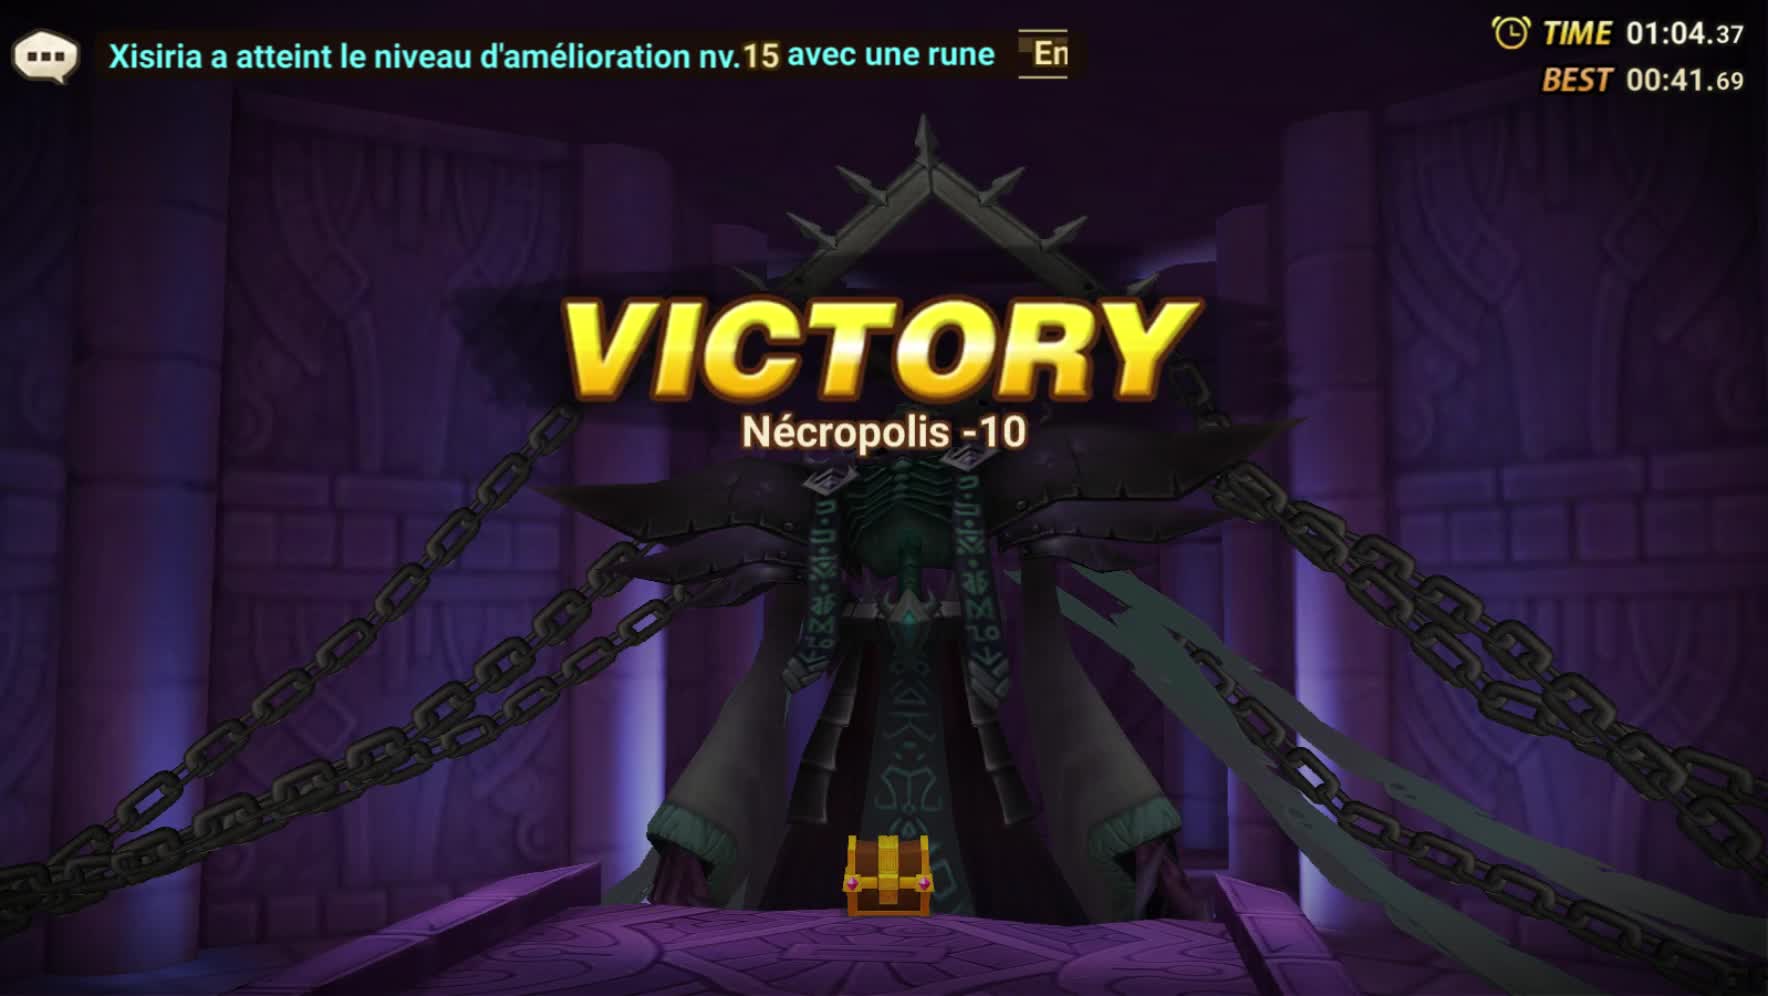 Xisiria a atteint le niveau d'amélioration nv.15 avec une rune En
TIME 01:04.37
BEST 00:41.69
VICTORY
Nécropolis -10